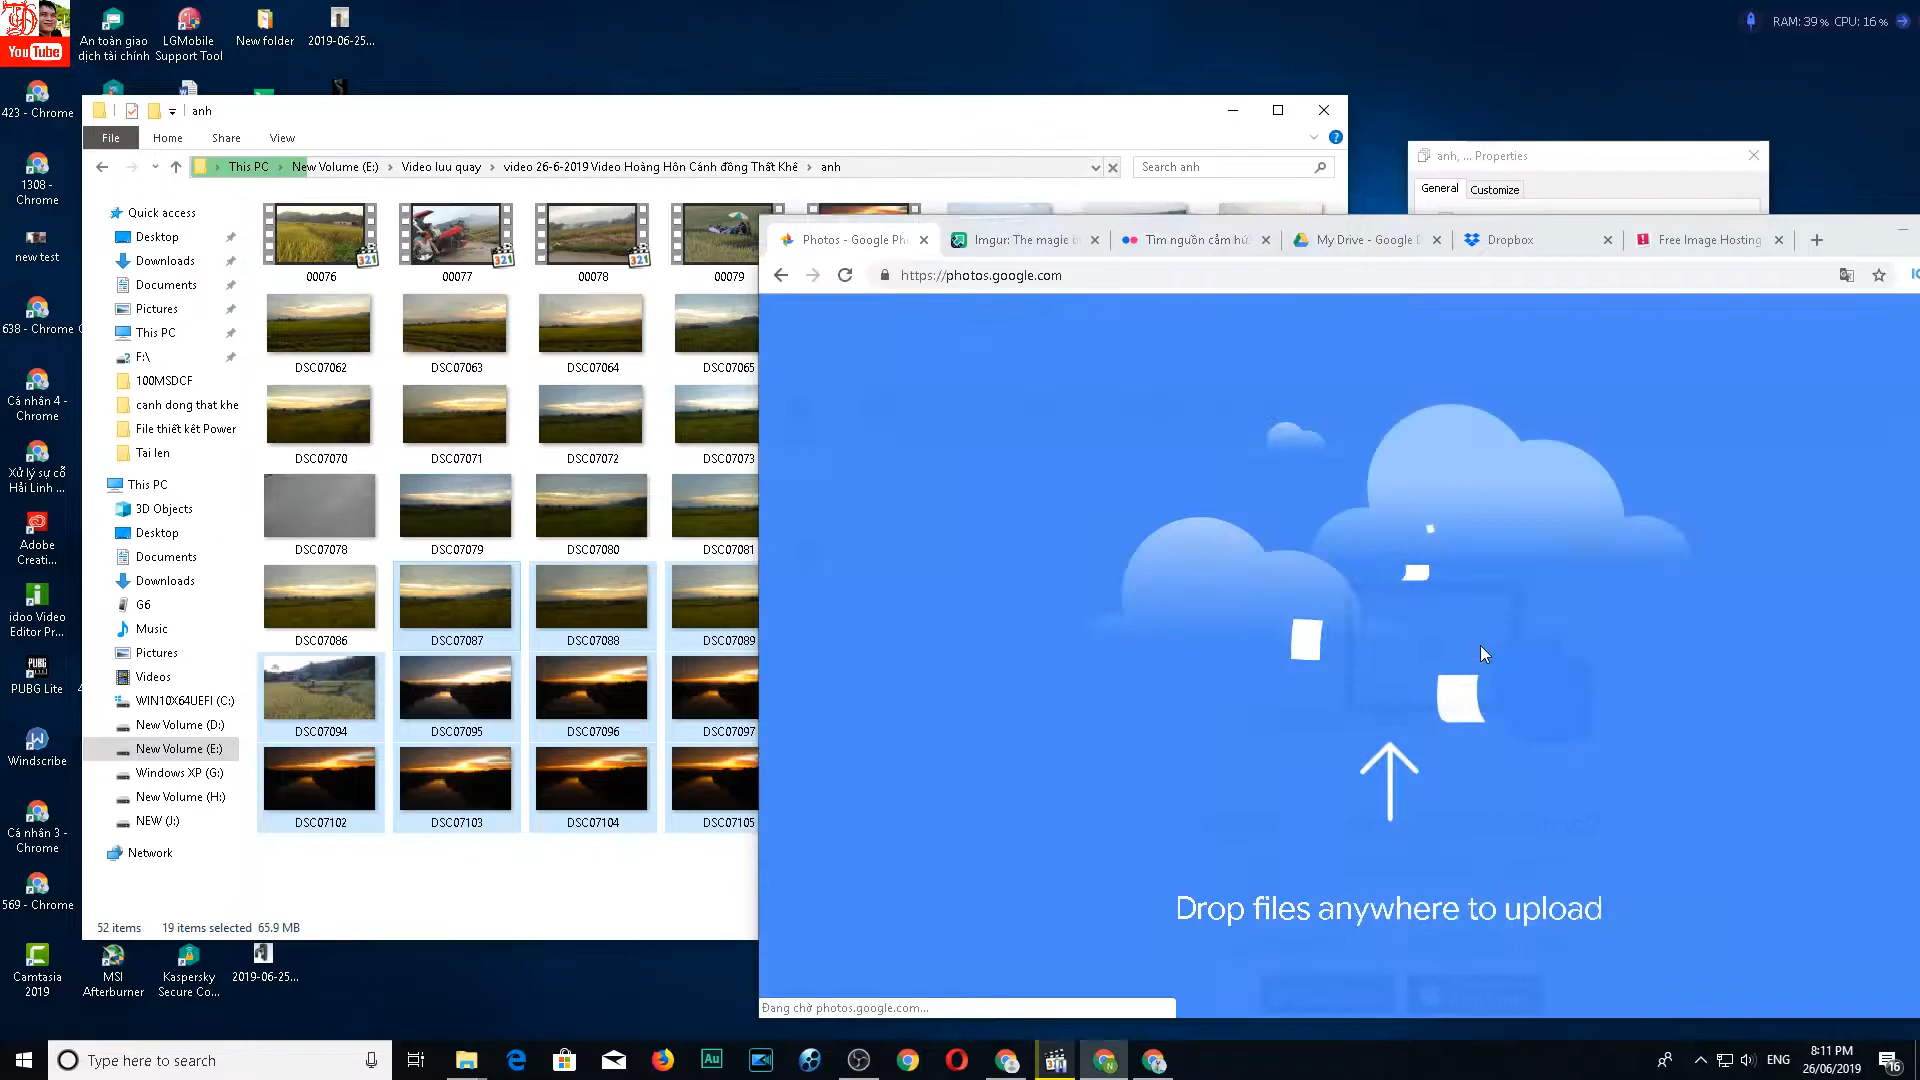 YouTube
An toàn giao
dịch tài chính
LGMobile
Support Tool
New folder
2019-06-25...
RAM: 39 % CPU: 16 %
423 - Chrome
1308 -
Chrome
new test
638 - Chrome
Cá nhân 4 -
Chrome
Xử lý sự cỗ
Hải Linh ...
Adobe
Creati...
idoo Video
Editor Pr...
PUBG
PUBG Lite
Windscribe
Cá nhân 3 -
Chrome
569 - Chrome
Camtasia
2019
MSI
Afterburner
Kaspersky
Secure Co...
2019-06-25...
anh
File
Home
Share
View
This PC
New Volume (E:)
Video luu quay
video 26-6-2019 Video Hoàng Hôn Cánh đồng Thất Khê
anh
Search anh
Quick access
Desktop
Downloads
Documents
Pictures
This PC
F:\
100MSDCF
canh dong that khe
File thiết kêt Power
Tai len
This PC
3D Objects
Desktop
Documents
Downloads
G6
Music
Pictures
Videos
WIN10X64UEFI (C:)
New Volume (D:)
New Volume (E:)
Windows XP (G:)
New Volume (H:)
NEW (J:)
Network
321
321
321
00076
00077
00078
00079
DSC07062
DSC07063
DSC07064
DSC07065
DSC07070
DSC07071
DSC07072
DSC07073
DSC07078
DSC07079
DSC07080
DSC07081
DSC07086
DSC07087
DSC07088
DSC07089
DSC07094
DSC07095
DSC07096
DSC07097
DSC07102
DSC07103
DSC07104
DSC07105
52 items
19 items selected 65.9 MB
anh, ... Properties
General
Customize
Photos - Google Ph
Imgur: The magic
Tìm nguồn cảm hứ
My Drive - Google
Dropbox
Free Image Hosting
https://photos.google.com
Drop files anywhere to upload
Đang chờ photos.google.com...
Type here to search
Au
ENG
8:11 PM
26/06/2019
16